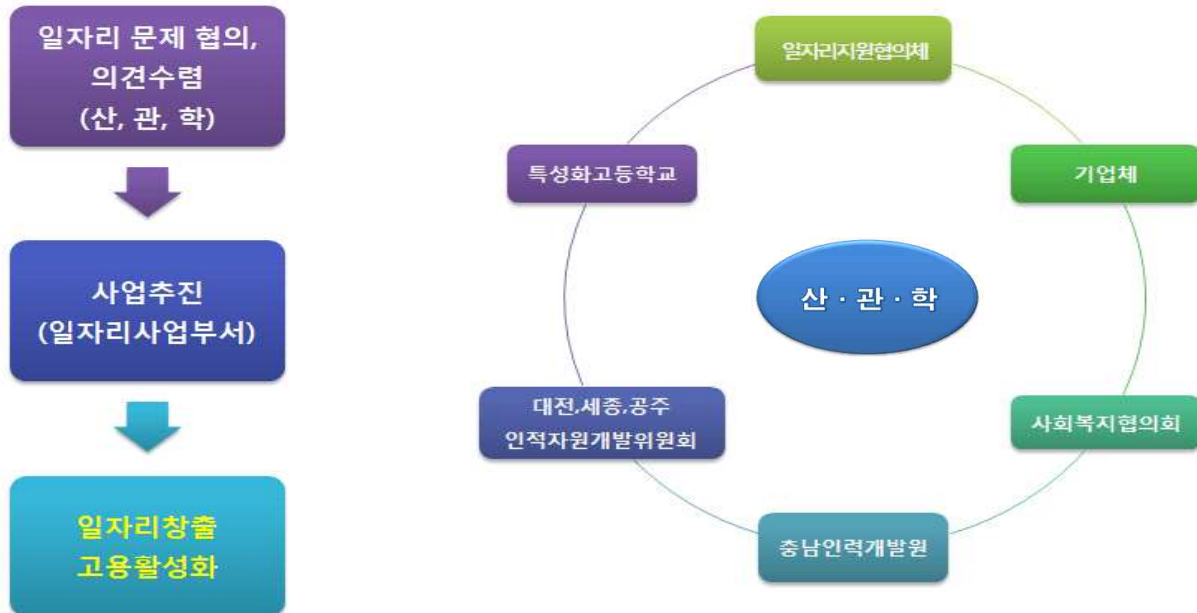 일자리 문제 협의,
의견수렴
(산, 관, 학)
사업추진
(일자리사업부서)
일자리창출
고용활성화
일자리지원협의체
특성화고등학교
기업체
산 · 관 · 학
대전,세종,공주
인적자원개발위원회
사회복지협의회
충남인력개발원